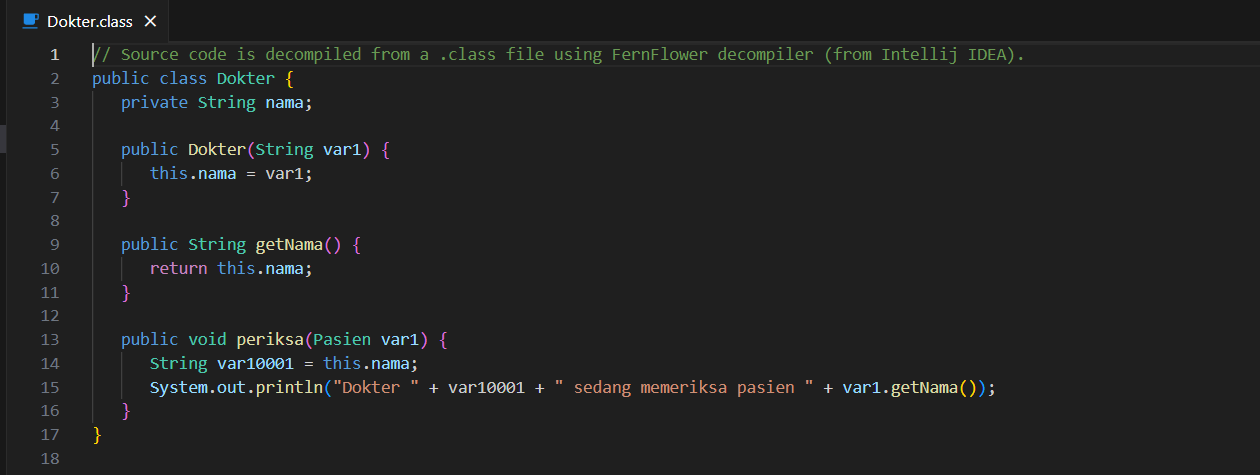 Dokter.class ×
1 // Source code is decompiled from a .class file using FernFlower decompiler (from Intellij IDEA).
2 public class Dokter {
3 private String nama;
4
5 public Dokter(String var1) {
6 this.nama = var1;
7 }
8
9 public String getNama() {
10 return this.nama;
11 }
12
13 public void periksa(Pasien var1) {
14 String var10001 = this.nama;
15 System.out.println("Dokter " + var10001 + " sedang memeriksa pasien " + var1.getNama());
16 }
17 }
18